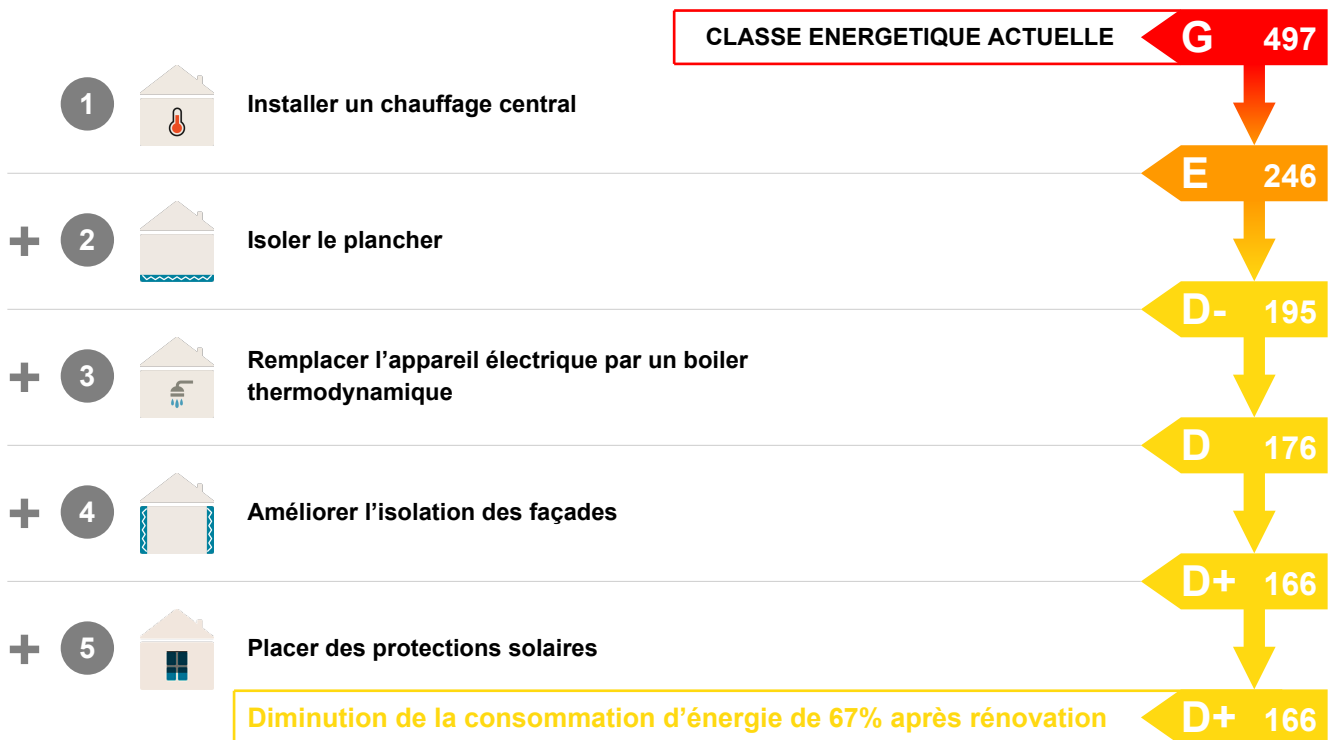 CLASSE ENERGETIQUE ACTUELLE G 497
1 Installer un chauffage central
E 246
+ 2 Isoler le plancher
D- 195
+ 3 Remplacer l’appareil électrique par un boiler
thermodynamique
D 176
+ 4 Améliorer l’isolation des façades
D+ 166
+ 5 Placer des protections solaires
Diminution de la consommation d’énergie de 67% après rénovation D+ 166